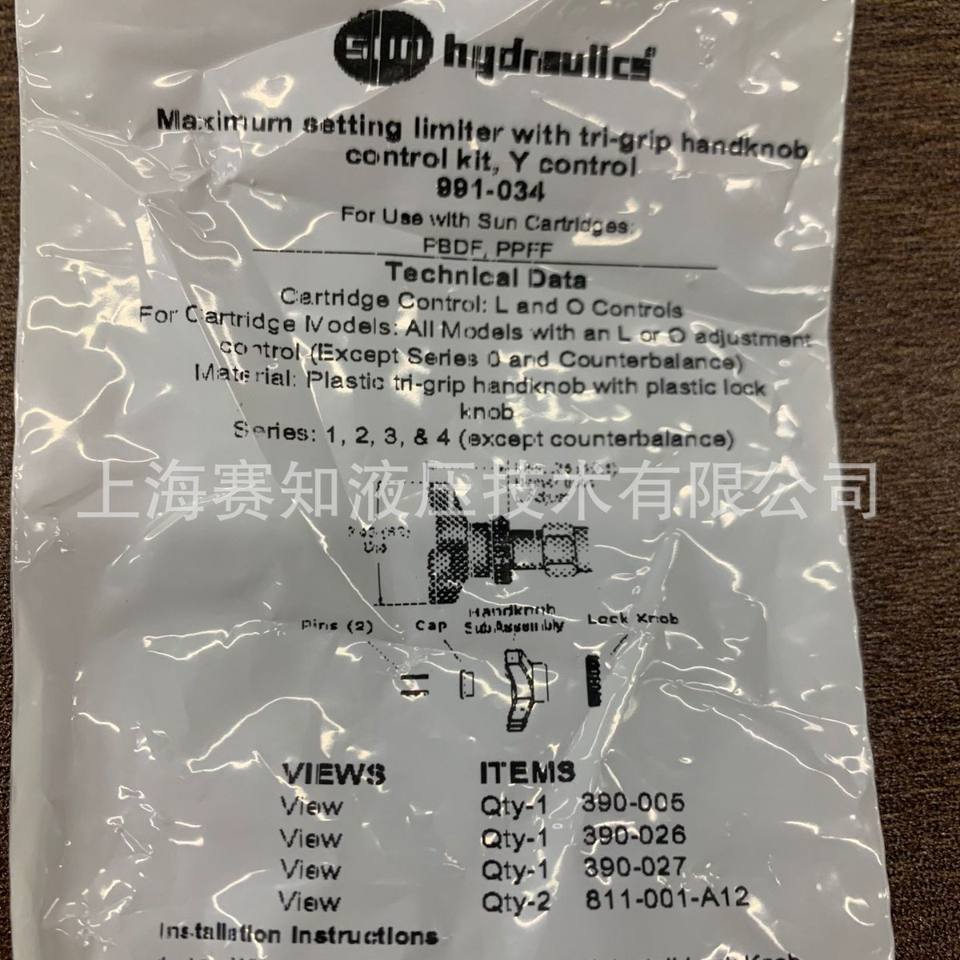 sun hydraulics
Maximum setting limiter with tri-grip handknob
control kit, Y control
991-034
For Use with Sun Cartridges:
PBDF, PPFF
Technical Data
Cartridge Control: L and O Controls
For Cartridge Models: All Models with an L or O adjustment
control (Except Series 0 and Counterbalance)
Material: Plastic tri-grip handknob with plastic lock
knob
Series: 1, 2, 3, & 4 (except counterbalance)
上海赛知液压技术有限公司
Dia
Handknob
Pins (2) Cap Sub Assembly Lock Knob
VIEWS ITEMS
View Qty-1 390-005
View Qty-1 390-026
View Qty-1 390-027
View Qty-2 811-001-A12
Installation Instructions